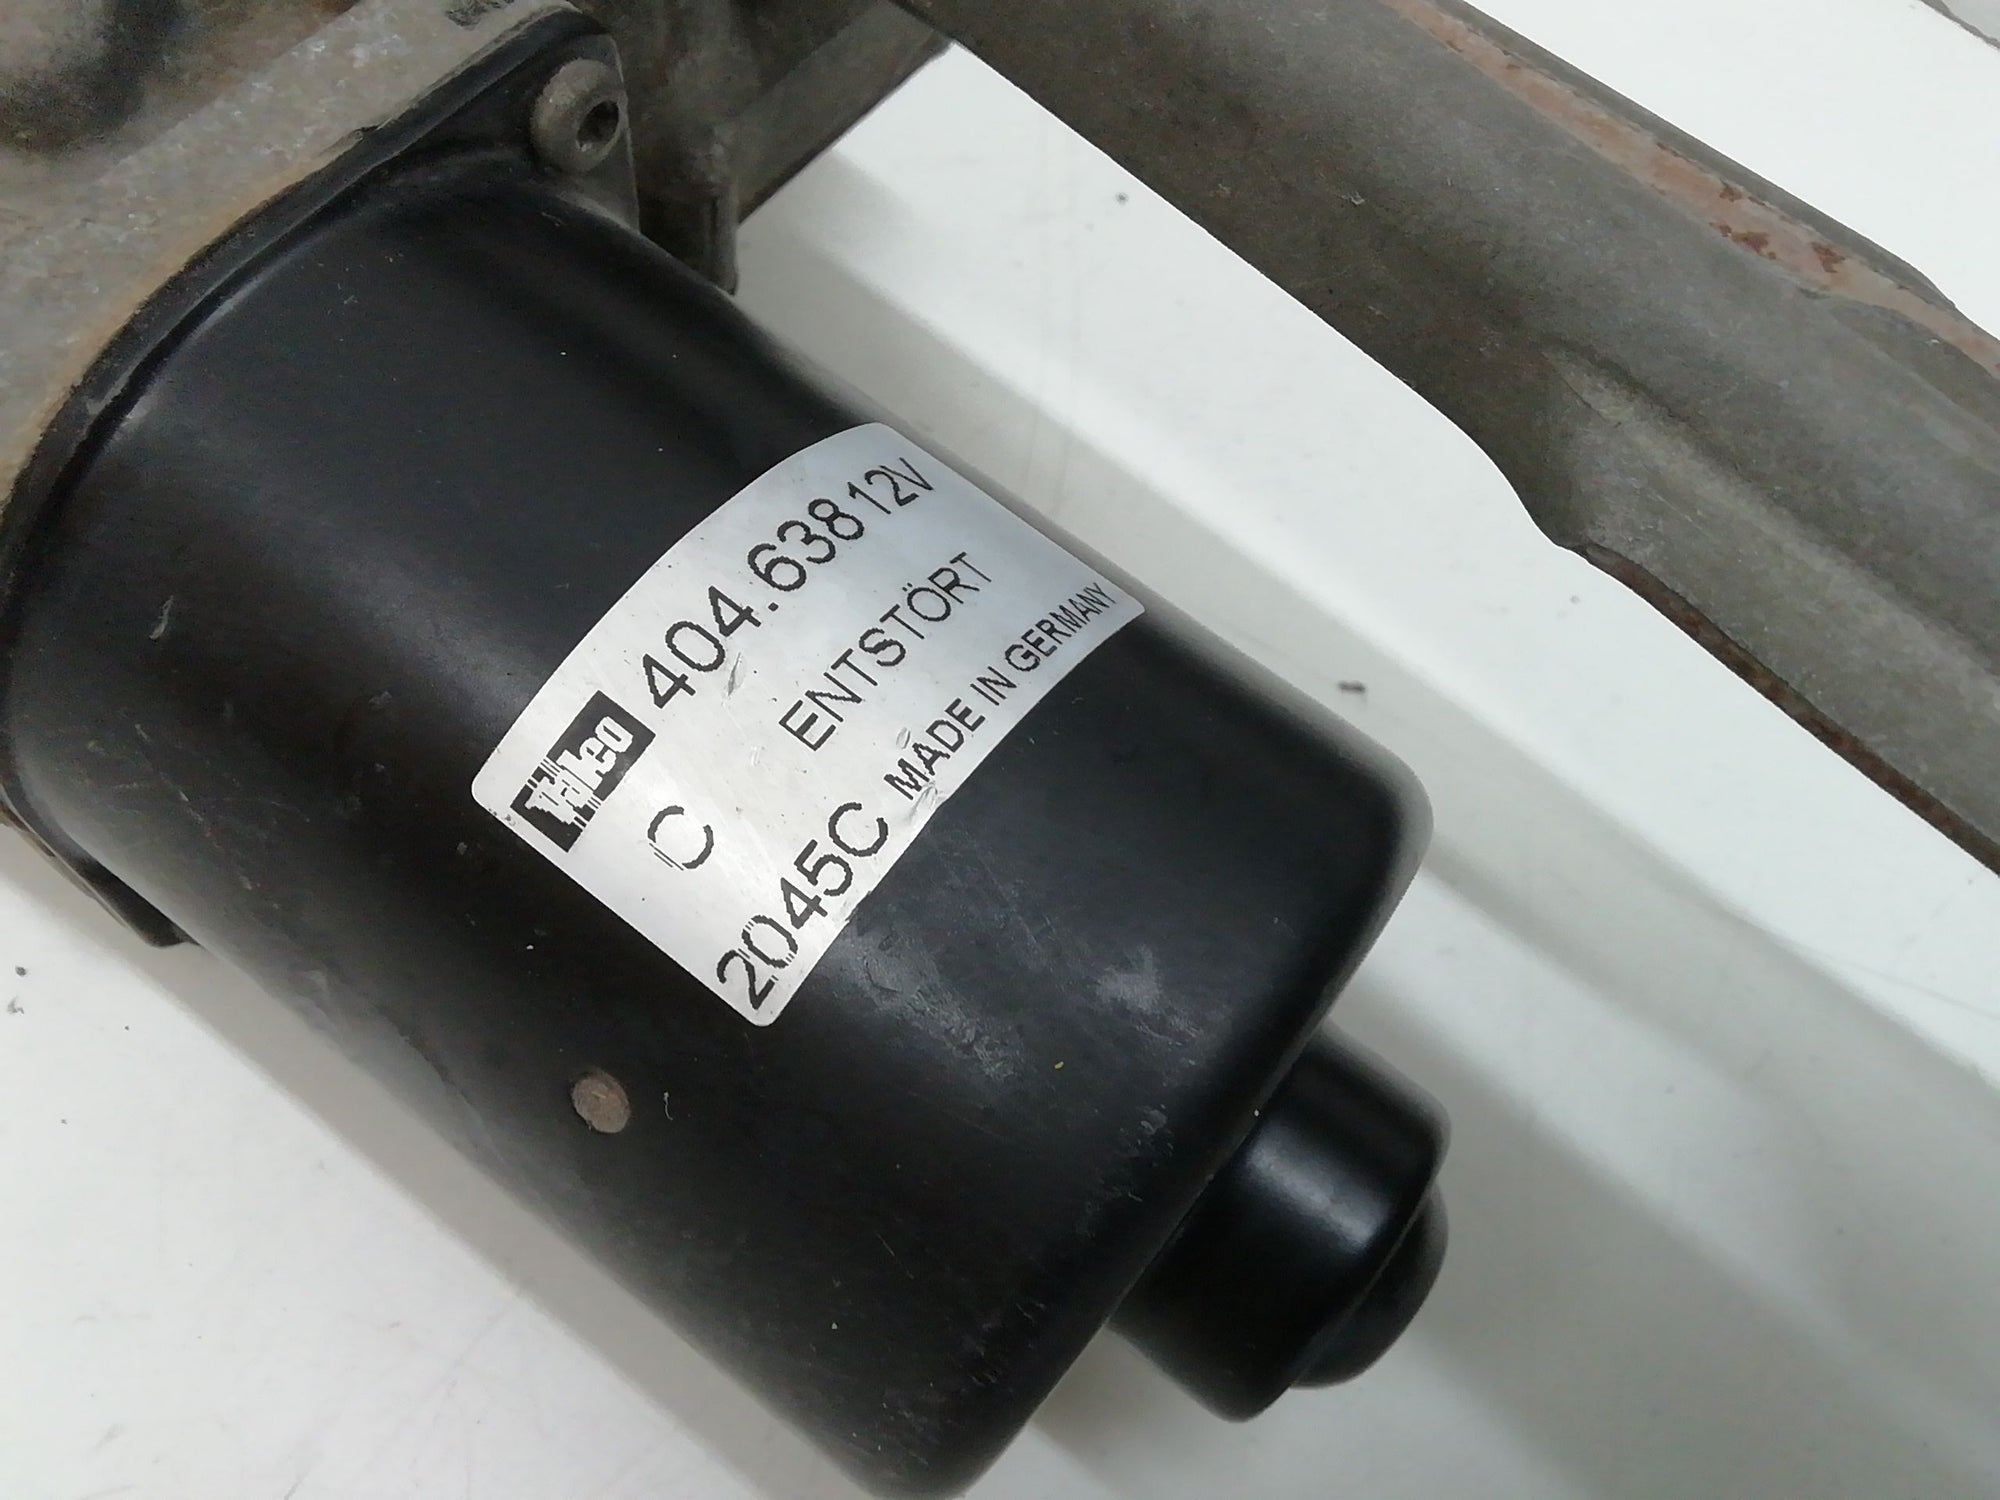 Valeo 404.638 12V
C ENTSTÖRT
2045C MADE IN GERMANY